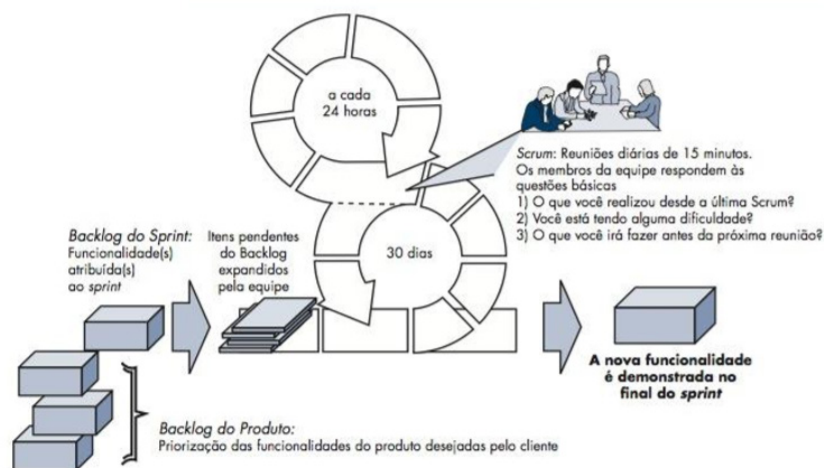 a cada
24 horas
Scrum: Reuniões diárias de 15 minutos.
Os membros da equipe respondem às
questões básicas
1) O que você realizou desde a última Scrum?
2) Você está tendo alguma dificuldade?
3) O que você irá fazer antes da próxima reunião?
Backlog do Sprint:
Funcionalidade(s)
atribuída(s)
ao sprint
Itens pendentes
do Backlog
expandidos
pela equipe
30 dias
A nova funcionalidade
é demonstrada no
final do sprint
Backlog do Produto:
Priorização das funcionalidades do produto desejadas pelo cliente